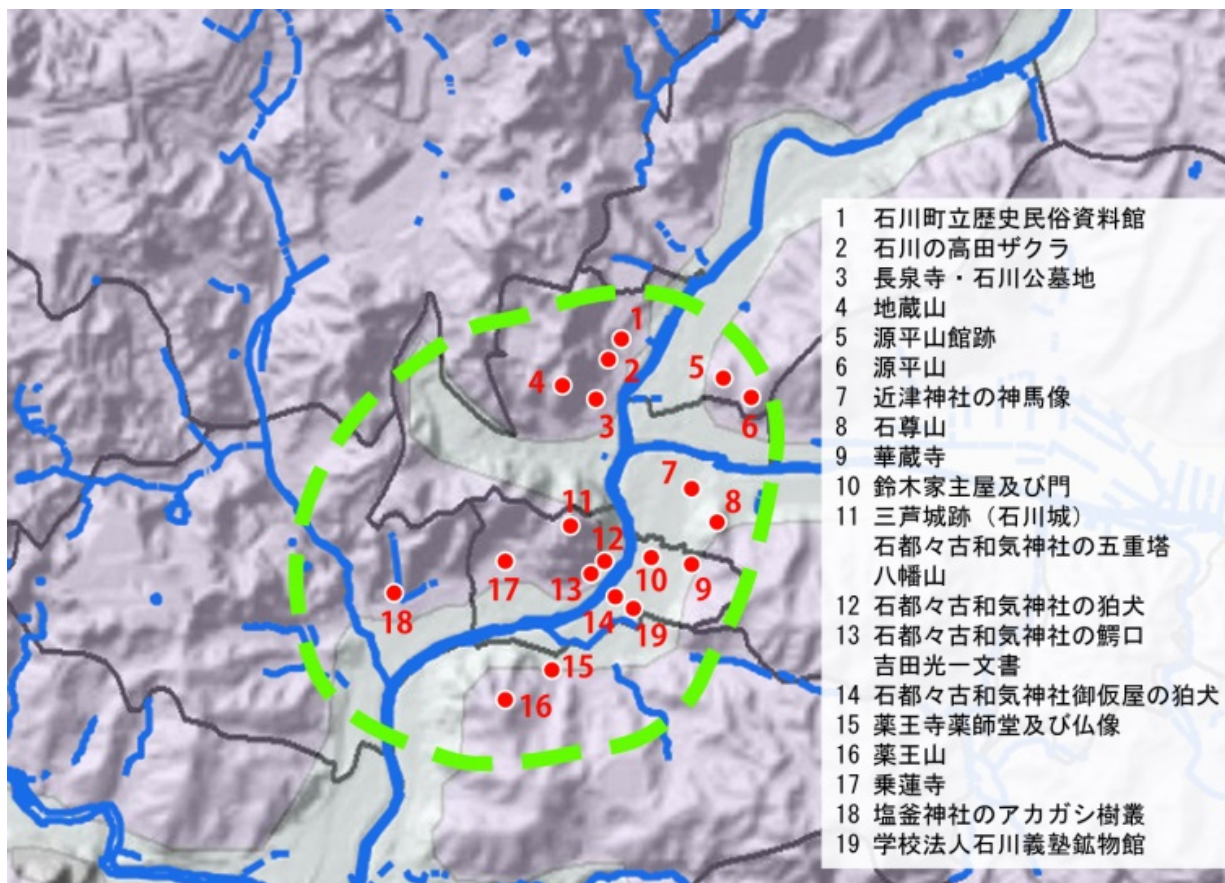 1 石川町立歴史民俗資料館
2 石川の高田ザクラ
3 長泉寺・石川公墓地
4 地蔵山
5 源平山館跡
6 源平山
7 近津神社の神馬像
8 石尊山
9 華蔵寺
10 鈴木家主屋及び門
11 三芦城跡（石川城）
石都々古和気神社の五重塔
八幡山
12 石都々古和気神社の狛犬
13 石都々古和気神社の鰐口
吉田光一文書
14 石都々古和気神社御仮屋の狛犬
15 薬王寺薬師堂及び仏像
16 薬王山
17 乗蓮寺
18 塩釜神社のアカガシ樹叢
19 学校法人石川義塾鉱物館
1
2
3
4
5
6
7
8
9
10
11
12
13
14
15
16
17
18
19